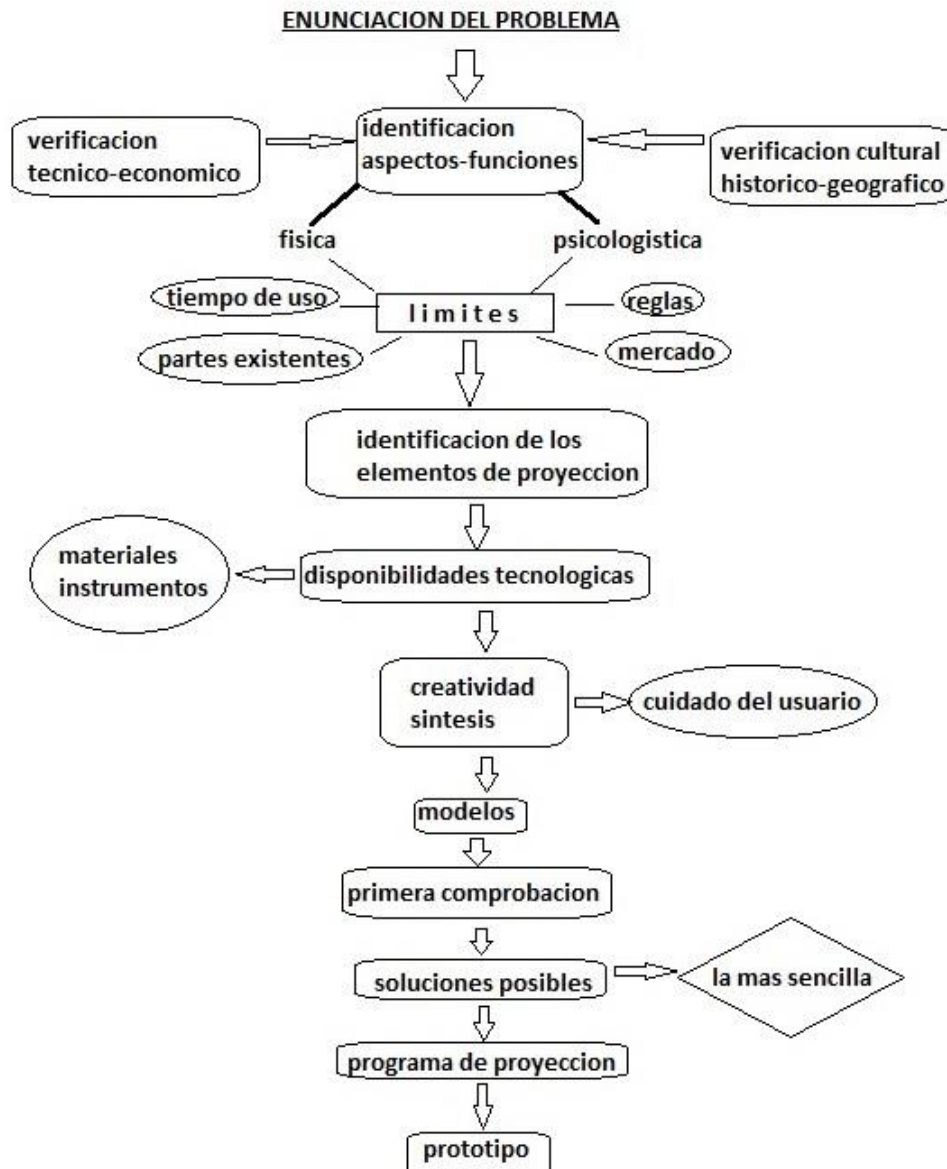 ENUNCIACION DEL PROBLEMA
verificacion
tecnico-economico
identificacion
aspectos-funciones
verificacion cultural
historico-geografico
fisica
psicologistica
tiempo de uso
limites
reglas
partes existentes
mercado
identificacion de los
elementos de proyeccion
materiales
instrumentos
disponibilidades tecnologicas
creatividad
sintesis
cuidado del usuario
modelos
primera comprobacion
soluciones posibles
la mas sencilla
programa de proyeccion
prototipo